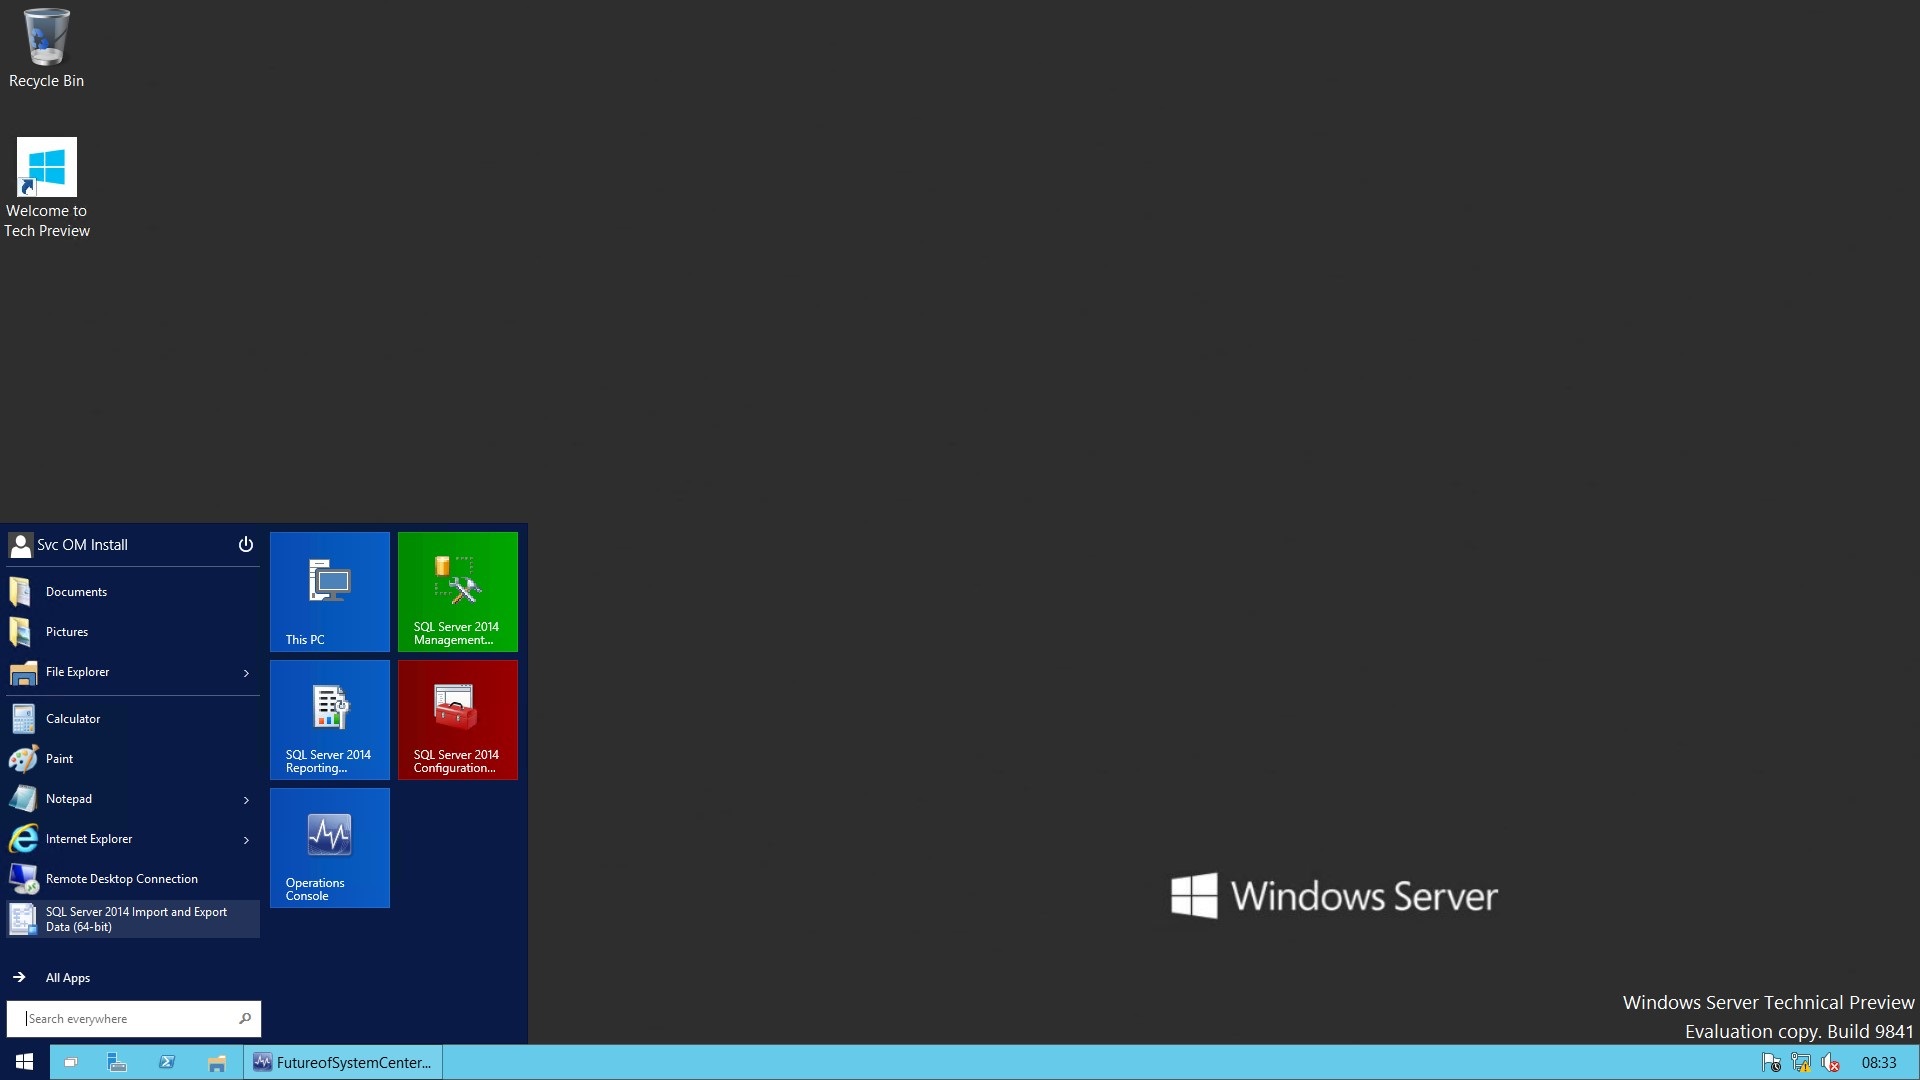 Recycle Bin
Welcome to
Tech Preview
Svc OM Install
Documents
Pictures
File Explorer
Calculator
Paint
Notepad
Internet Explorer
Remote Desktop Connection
SQL Server 2014 Import and Export
Data (64-bit)
All Apps
Search everywhere
This PC
SQL Server 2014
Management...
SQL Server 2014
Reporting...
SQL Server 2014
Configuration...
Operations
Console
Windows Server
Windows Server Technical Preview
Evaluation copy. Build 9841
FutureofSystemCenter...
08:33